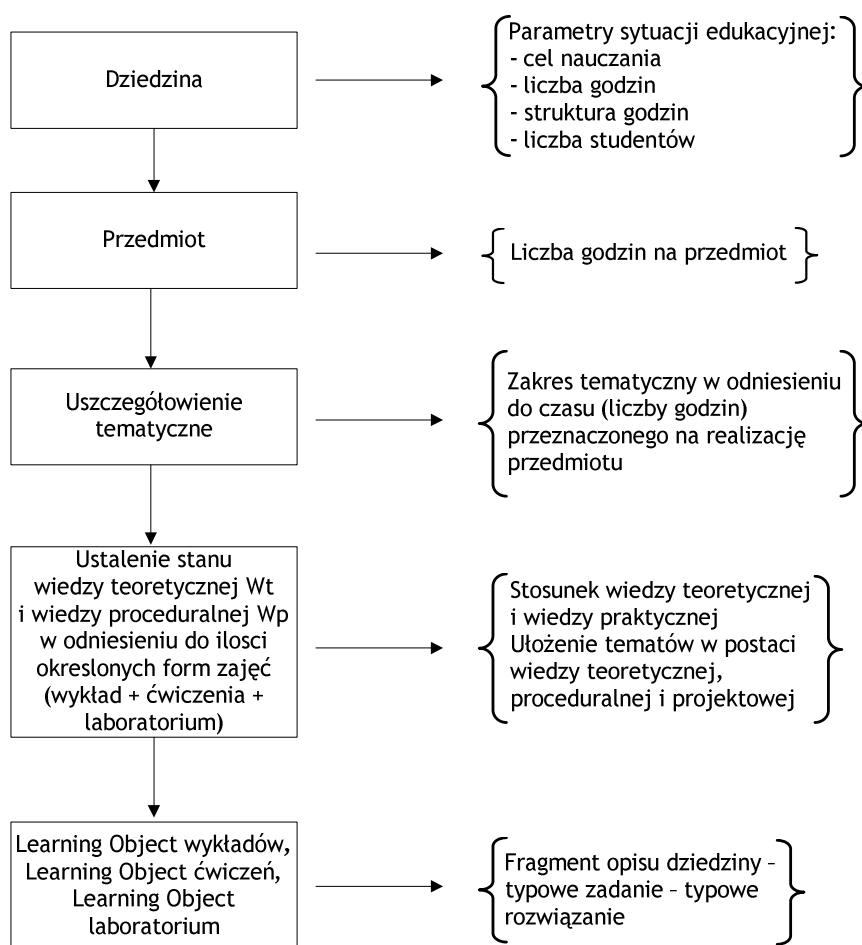 Dziedzina
Parametry sytuacji edukacyjnej:
- cel nauczania
- liczba godzin
- struktura godzin
- liczba studentów
Przedmiot
Liczba godzin na przedmiot
Uszczegółowienie
tematyczne
Zakres tematyczny w odniesieniu
do czasu (liczby godzin)
przeznaczonego na realizację
przedmiotu
Ustalenie stanu
wiedzy teoretycznej Wt
i wiedzy proceduralnej Wp
w odniesieniu do ilosci
okreslonych form zajęć
(wykład + ćwiczenia +
laboratorium)
Stosunek wiedzy teoretycznej
i wiedzy praktycznej
Ułożenie tematów w postaci
wiedzy teoretycznej,
proceduralnej i projektowej
Learning Object wykładów,
Learning Object ćwiczeń,
Learning Object
laboratorium
Fragment opisu dziedziny –
typowe zadanie – typowe
rozwiązanie